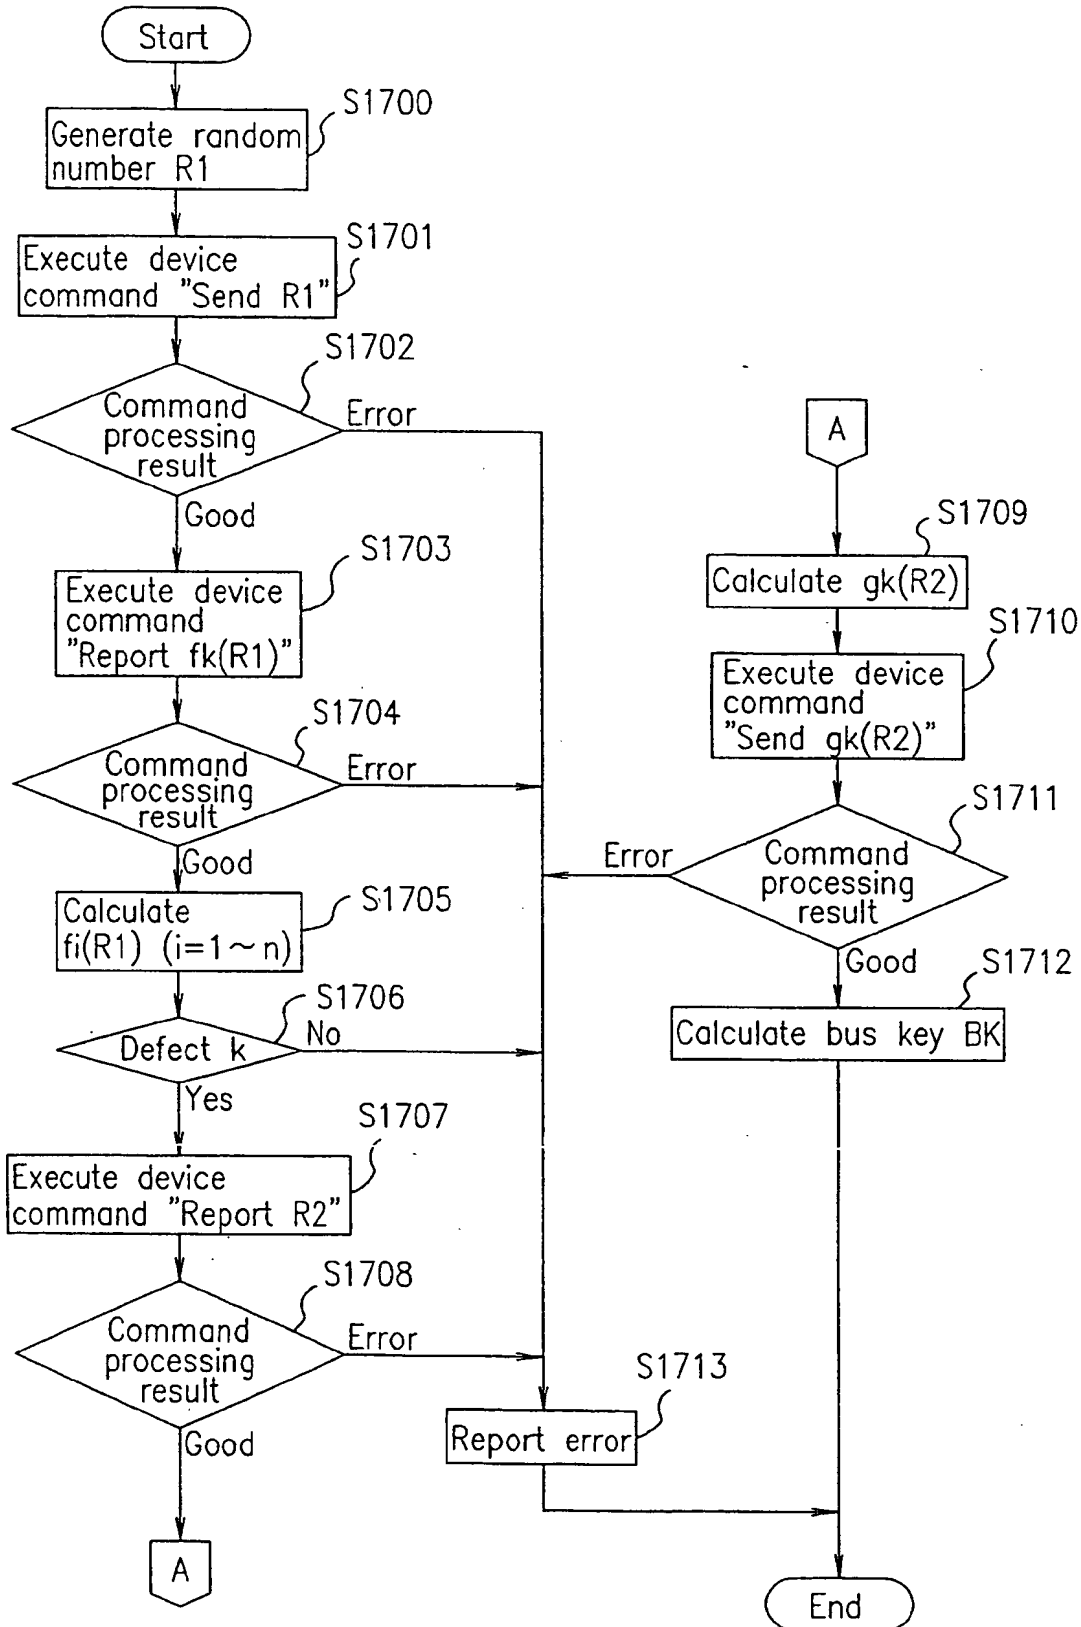 Start
S1700
Generate random
number R1
S1701
Execute device
command "Send R1"
S1702
Command
processing
result
Error
Good
S1703
Execute device
command
"Report fk(R1)"
S1704
Command
processing
result
Error
Good
S1705
Calculate
fi(R1) (i=1～n)
S1706
Defect k
No
Yes
S1707
Execute device
command "Report R2"
S1708
Command
processing
result
Error
Good
A
A
S1709
Calculate gk(R2)
S1710
Execute device
command
"Send gk(R2)"
S1711
Command
processing
result
Error
Good
S1712
Calculate bus key BK
S1713
Report error
End